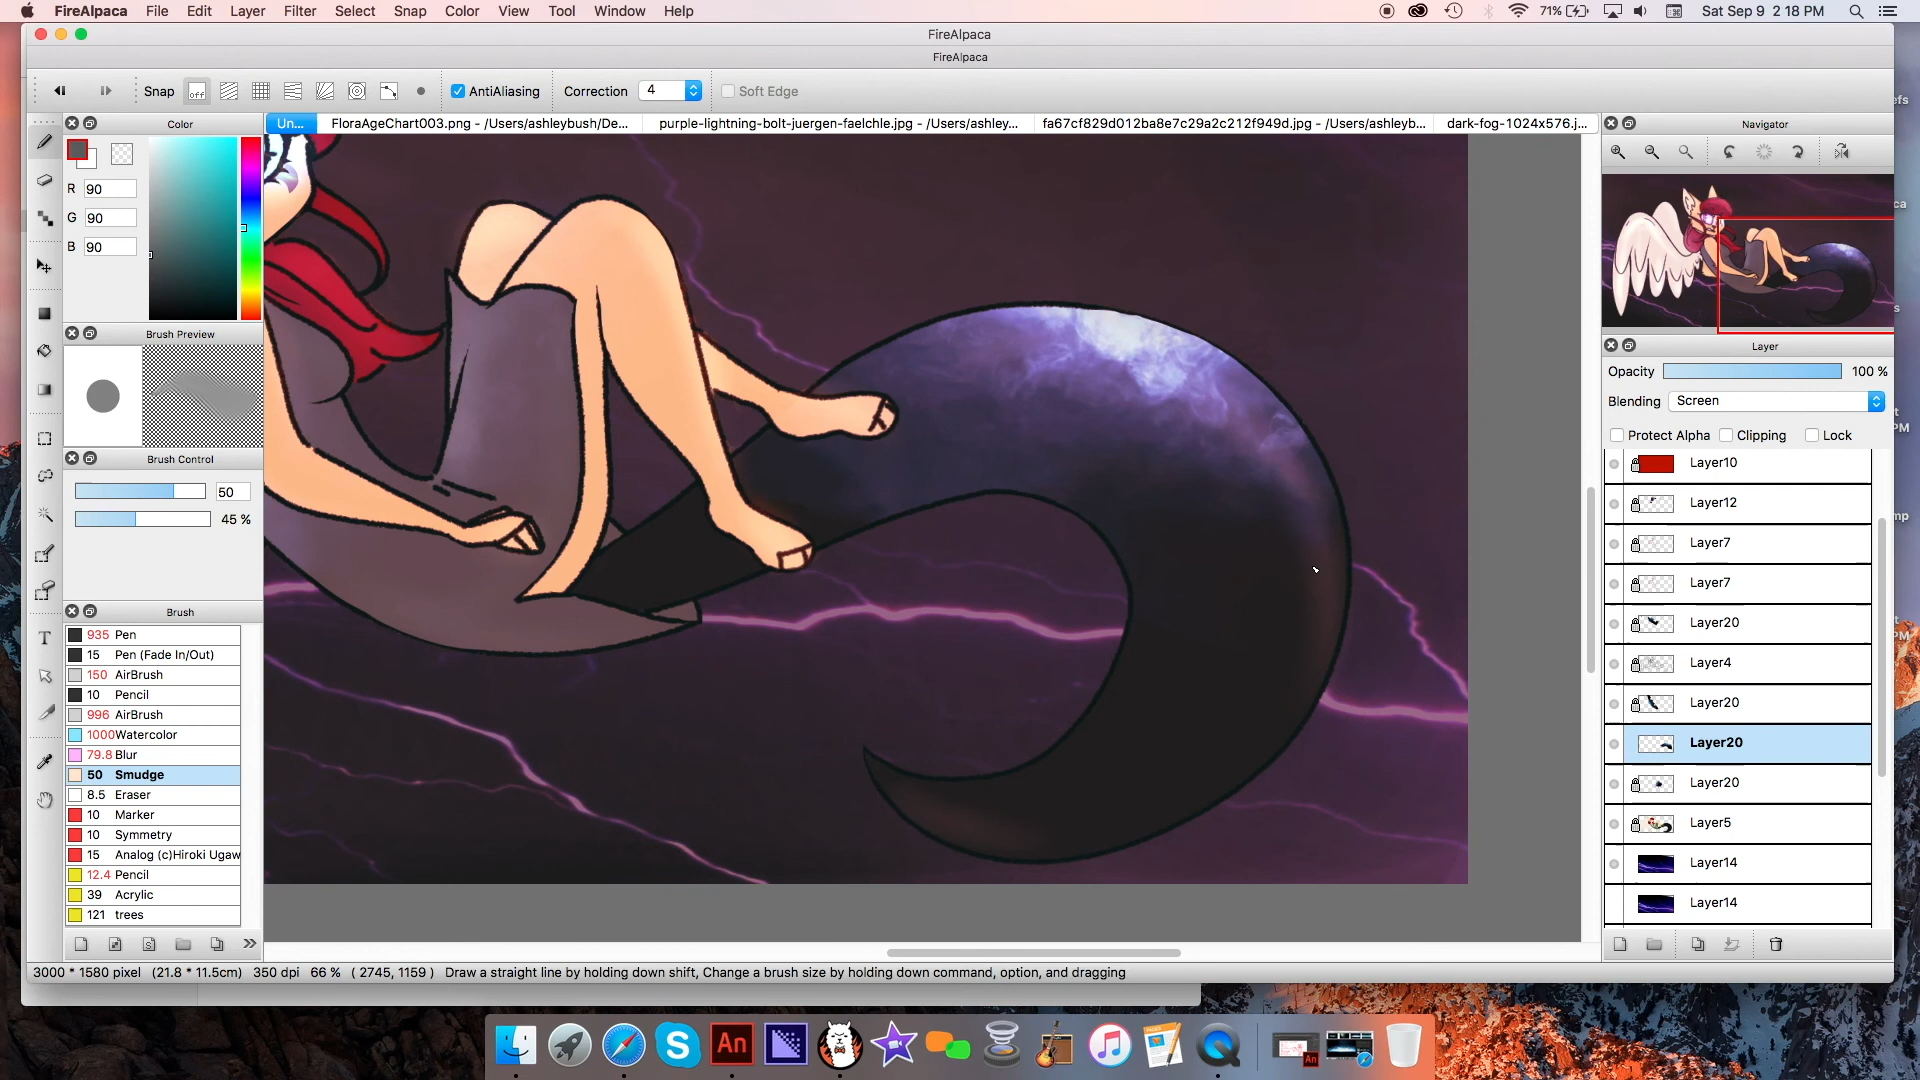 FireAlpaca File Edit Layer Filter Select Snap Color View Tool Window Help 71% Sat Sep 9 2 18 PM
FireAlpaca
FireAlpaca
Snap off AntiAliasing Correction 4 Soft Edge
Un... FloraAgeChart003.png - /Users/ashleybush/De... purple-lightning-bolt-juergen-faelchle.jpg - /Users/ashley... fa67cf829d012ba8e7c29a2c212f949d.jpg - /Users/ashleyb... dark-fog-1024x576.j...
Color
R 90
G 90
B 90
Brush Preview
Brush Control
50
45 %
Brush
935 Pen
15 Pen (Fade In/Out)
150 AirBrush
10 Pencil
996 AirBrush
1000 Watercolor
79.8 Blur
50 Smudge
8.5 Eraser
10 Marker
10 Symmetry
15 Analog (c)Hiroki Ugaw
12.4 Pencil
39 Acrylic
121 trees
Navigator
Layer
Opacity 100 %
Blending Screen
Protect Alpha Clipping Lock
Layer10
Layer12
Layer7
Layer7
Layer20
Layer4
Layer20
Layer20
Layer20
Layer5
Layer14
Layer14
3000 * 1580 pixel (21.8 * 11.5cm) 350 dpi 66 % ( 2745, 1159 ) Draw a straight line by holding down shift, Change a brush size by holding down command, option, and dragging
An